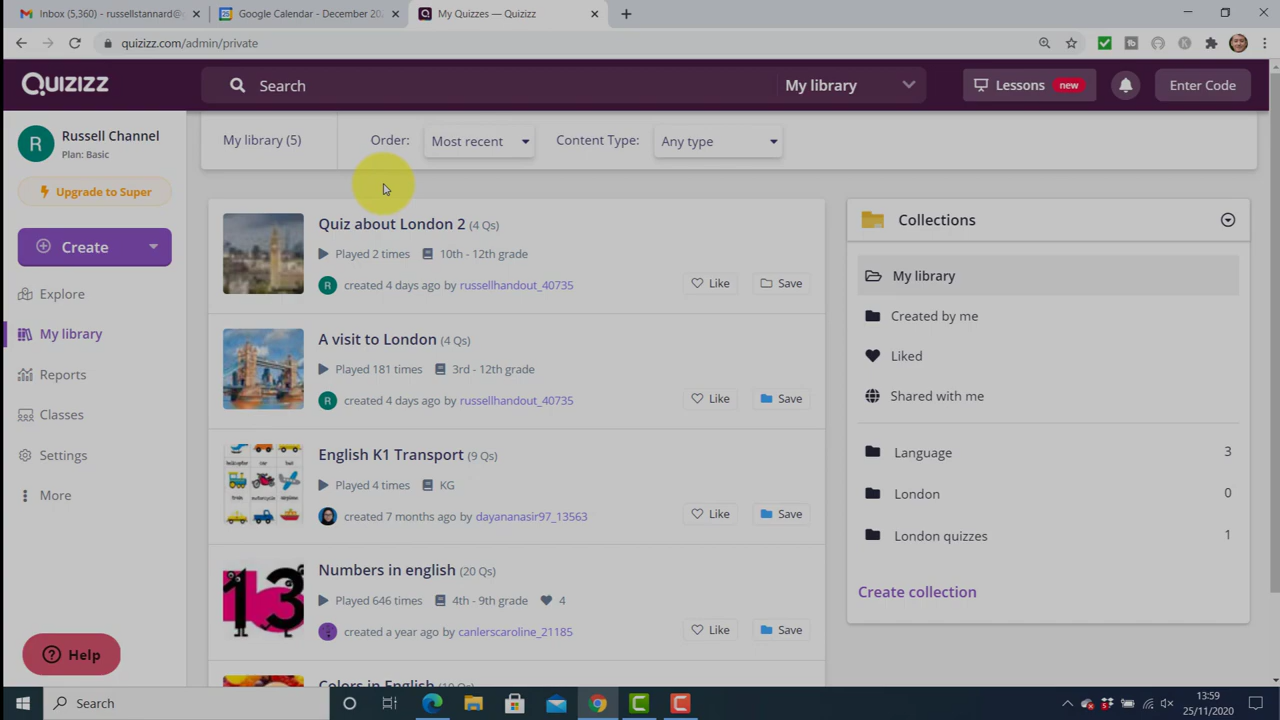 Inbox (5,360) - russellstannard@
Google Calendar - December 20
My Quizzes — Quizizz
quizizz.com/admin/private
QUIZIZZ
Search
My library
Lessons new
Enter Code
R
Russell Channel
Plan: Basic
Upgrade to Super
Create
Explore
My library
Reports
Classes
Settings
More
Help
My library (5)
Order:
Most recent
Content Type:
Any type
Quiz about London 2 (4 Qs)
Played 2 times 10th - 12th grade
R created 4 days ago by russellhandout_40735
Like Save
A visit to London (4 Qs)
Played 181 times 3rd - 12th grade
R created 4 days ago by russellhandout_40735
Like Save
English K1 Transport (9 Qs)
Played 4 times KG
created 7 months ago by dayananasir97_13563
Like Save
Numbers in english (20 Qs)
Played 646 times 4th - 9th grade 4
created a year ago by canlerscaroline_21185
Like Save
13
Colors in English (10 Qs)
Collections
My library
Created by me
Liked
Shared with me
Language 3
London 0
London quizzes 1
Create collection
Search
13:59
25/11/2020